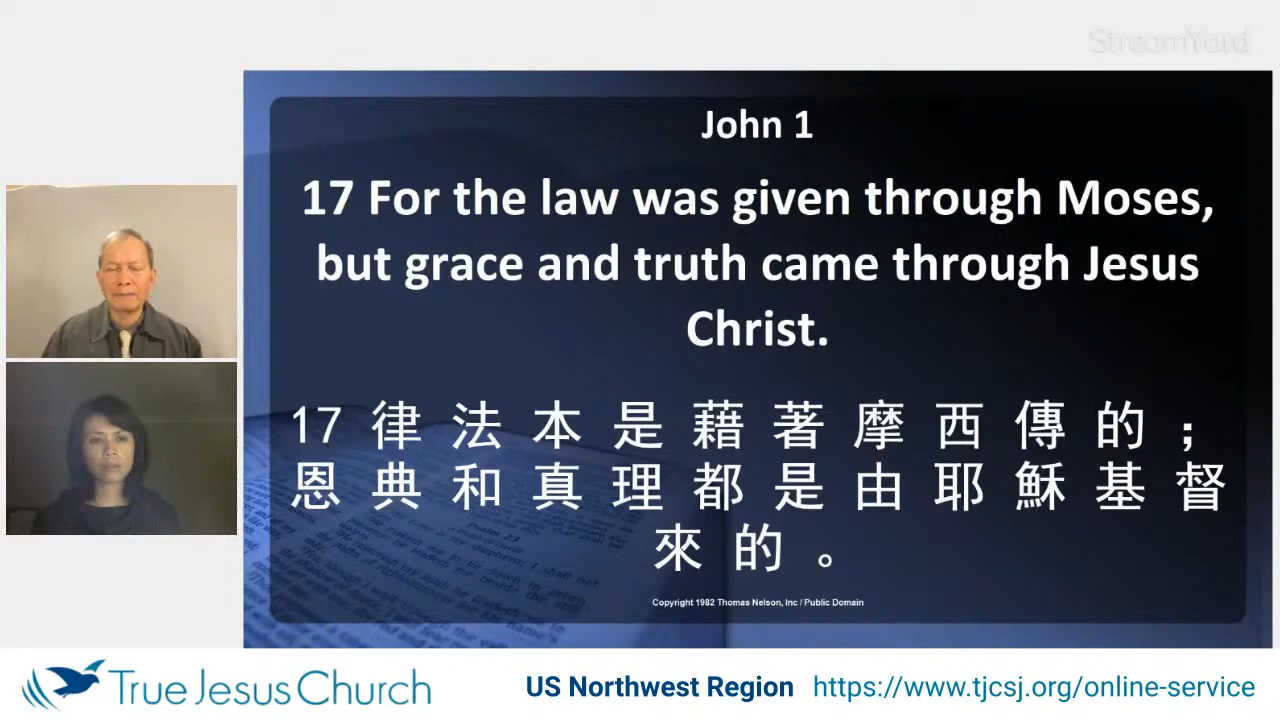 StreamYard
John 1
17 For the law was given through Moses,
but grace and truth came through Jesus
Christ.
17 律 法 本 是 藉 著 摩 西 傳 的 ;
恩 典 和 真 理 都 是 由 耶 穌 基 督
來 的 。
Copyright 1982 Thomas Nelson, Inc / Public Domain
True Jesus Church
US Northwest Region https://www.tjcsj.org/online-service